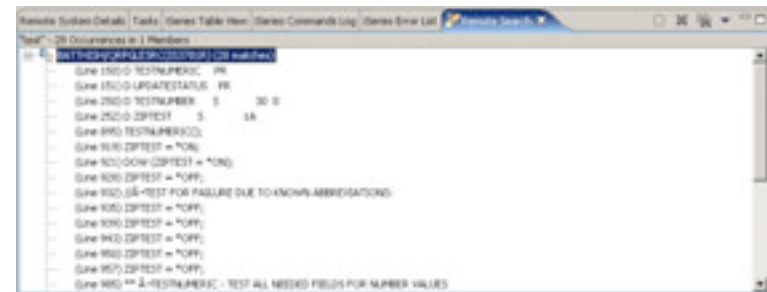 Remote System Details Tasks iSeries Table View iSeries Commands Log iSeries Error List Remote Search
"test" - 28 Occurrences in 1 Members
(28 matches)
(Line 150) D TESTNUMERIC PR
(Line 151) D UPDATESTATUS PR
(Line 250) D TESTNUMBER S 30 0
(Line 252) D ZIPTEST S 1A
(Line 895) TESTNUMERIC();
(Line 919) ZIPTEST = *ON;
(Line 921) DOW (ZIPTEST = *ON);
(Line 928) ZIPTEST = *OFF;
(Line 932) TEST FOR FAILURE DUE TO KNOWN ABBREVIATIONS:
(Line 935) ZIPTEST = *OFF;
(Line 939) ZIPTEST = *OFF;
(Line 943) ZIPTEST = *OFF;
(Line 950) ZIPTEST = *OFF;
(Line 957) ZIPTEST = *OFF;
(Line 985) ** TESTNUMERIC - TEST ALL NEEDED FIELDS FOR NUMBER VALUES